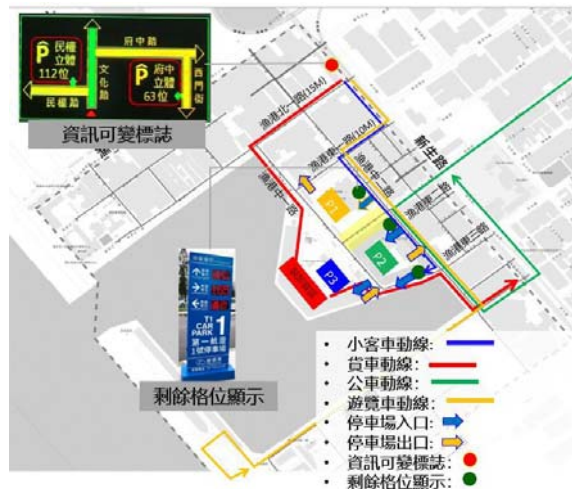 府中路
民權
立體
112位
文化路
府中
立體
63位
西門街
民權路
資訊可變標誌
漁港北一路(15M)
漁港東一路(10M)
漁港中二路
新生路
漁港中一路
漁港東二路
漁港東三路
P1
P2
P3
T1
CAR
PARK
1
第一航廈
1號停車場
剩餘格位顯示
• 小客車動線:
• 貨車動線:
• 公車動線:
• 遊覽車動線:
• 停車場入口:
• 停車場出口:
• 資訊可變標誌:
• 剩餘格位顯示: